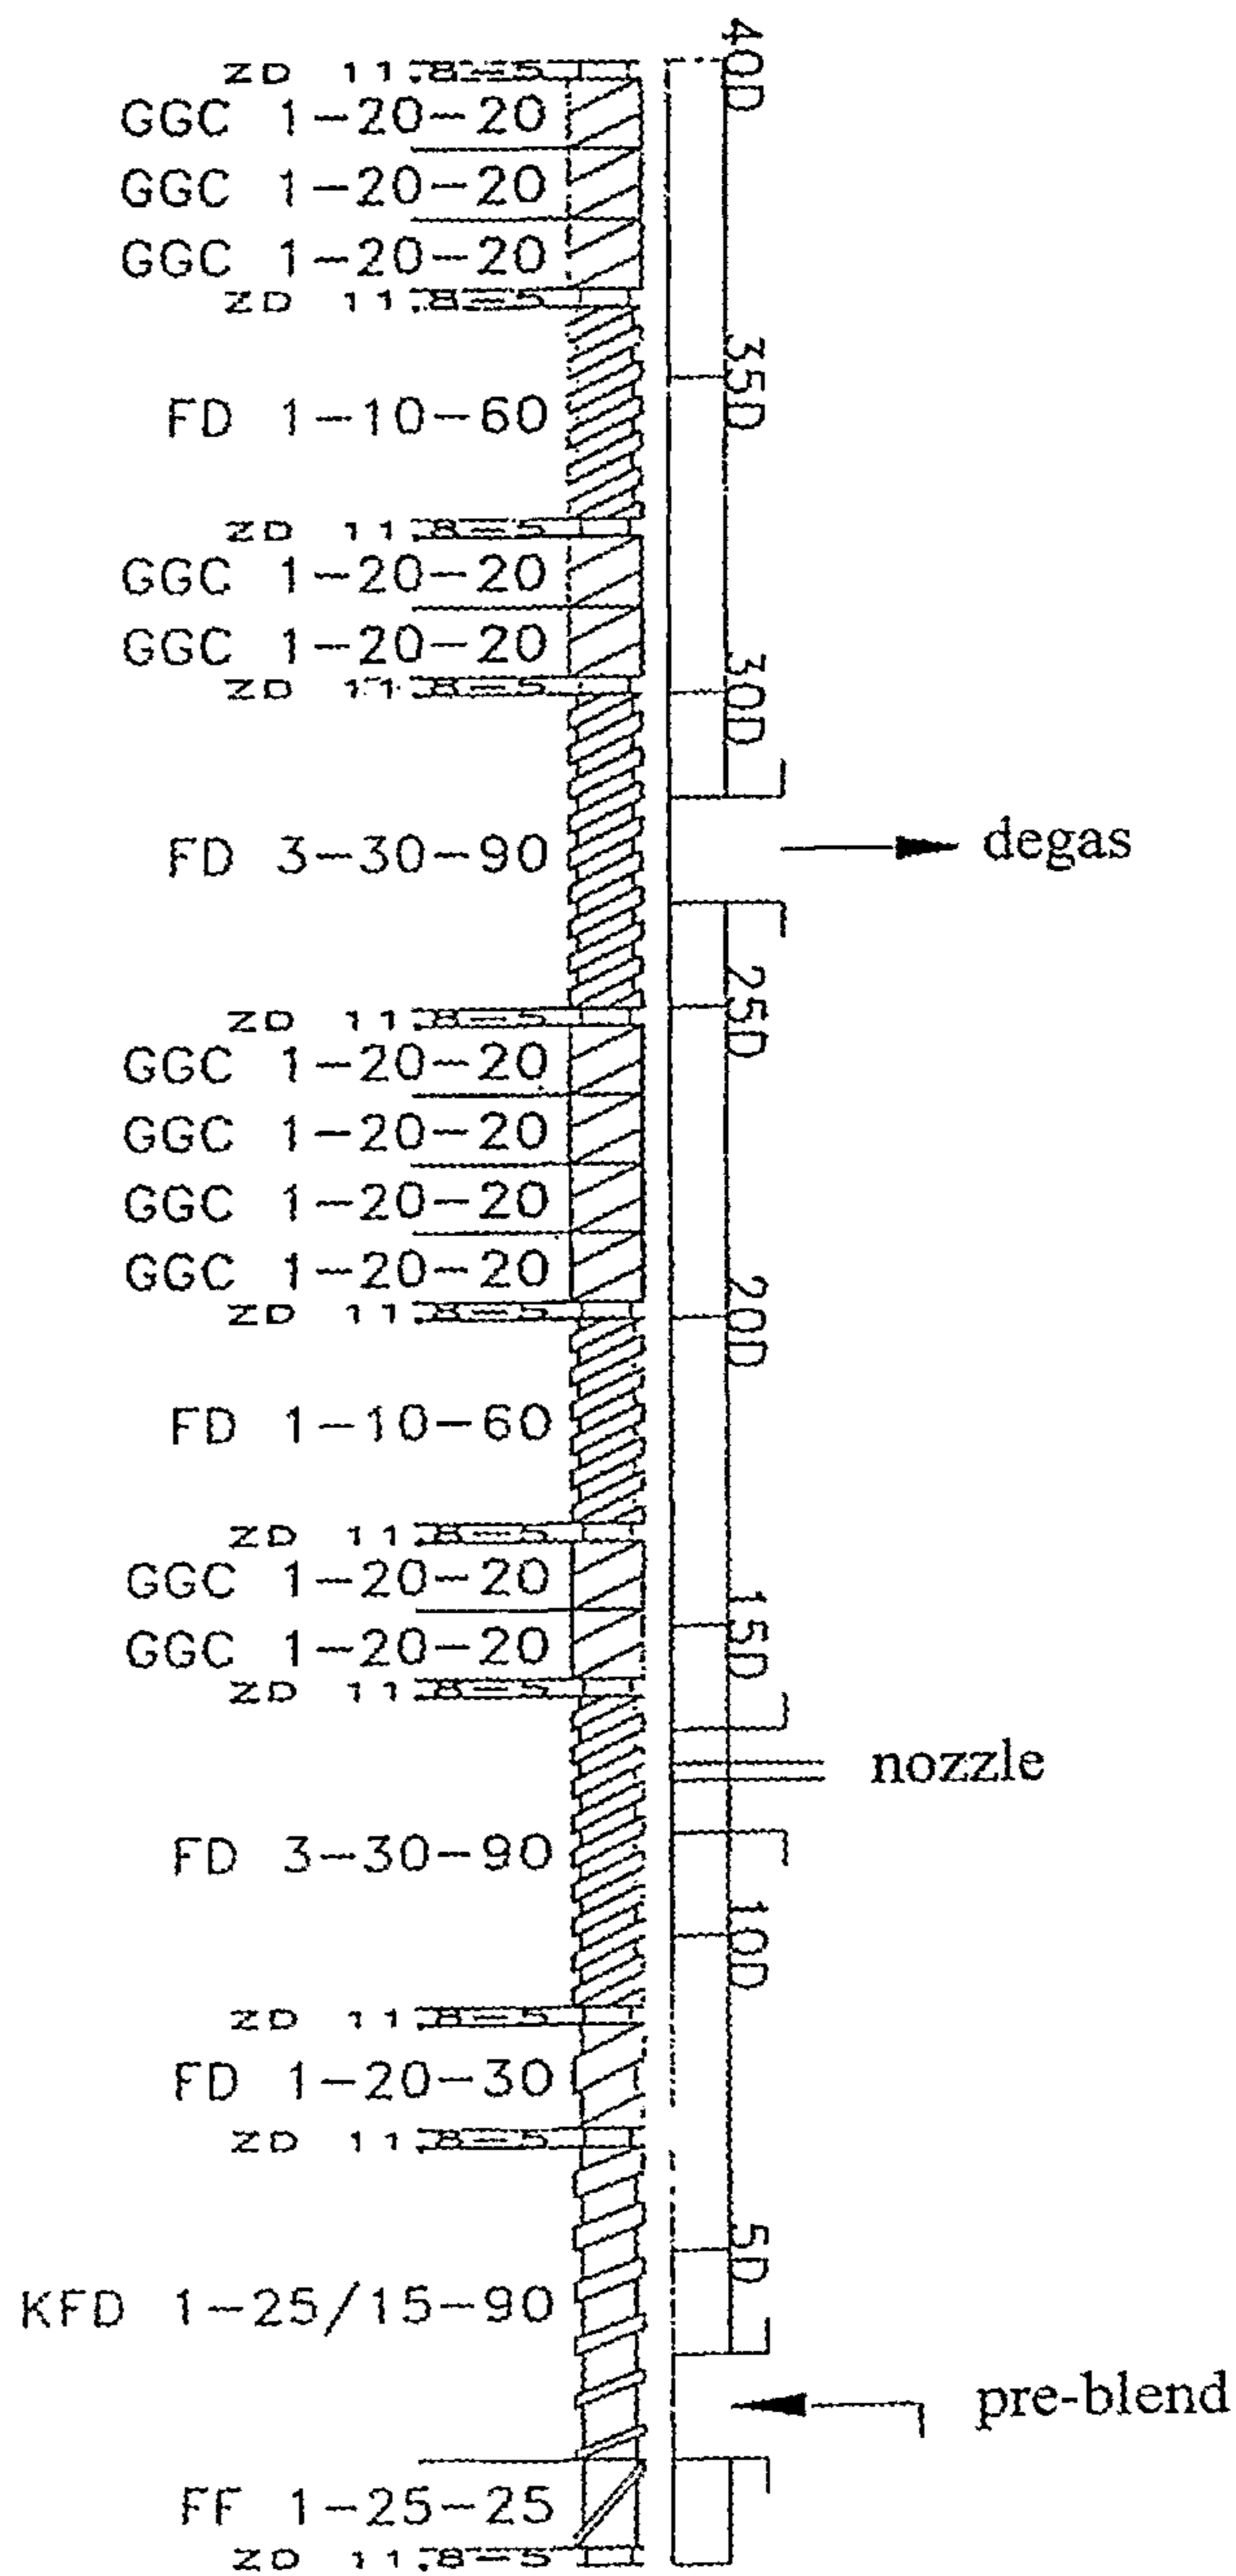 40D
ZD 11.8-5
GGC 1-20-20
GGC 1-20-20
GGC 1-20-20
ZD 11.8-5
35D
FD 1-10-60
ZD 11.8-5
GGC 1-20-20
GGC 1-20-20
ZD 11.8-5
30D
FD 3-30-90
degas
25D
ZD 11.8-5
GGC 1-20-20
GGC 1-20-20
GGC 1-20-20
GGC 1-20-20
ZD 11.8-5
20D
FD 1-10-60
ZD 11.8-5
GGC 1-20-20
GGC 1-20-20
15D
ZD 11.8-5
nozzle
FD 3-30-90
10D
ZD 11.8-5
FD 1-20-30
ZD 11.8-5
5D
KFD 1-25/15-90
pre-blend
FF 1-25-25
ZD 11.8-5